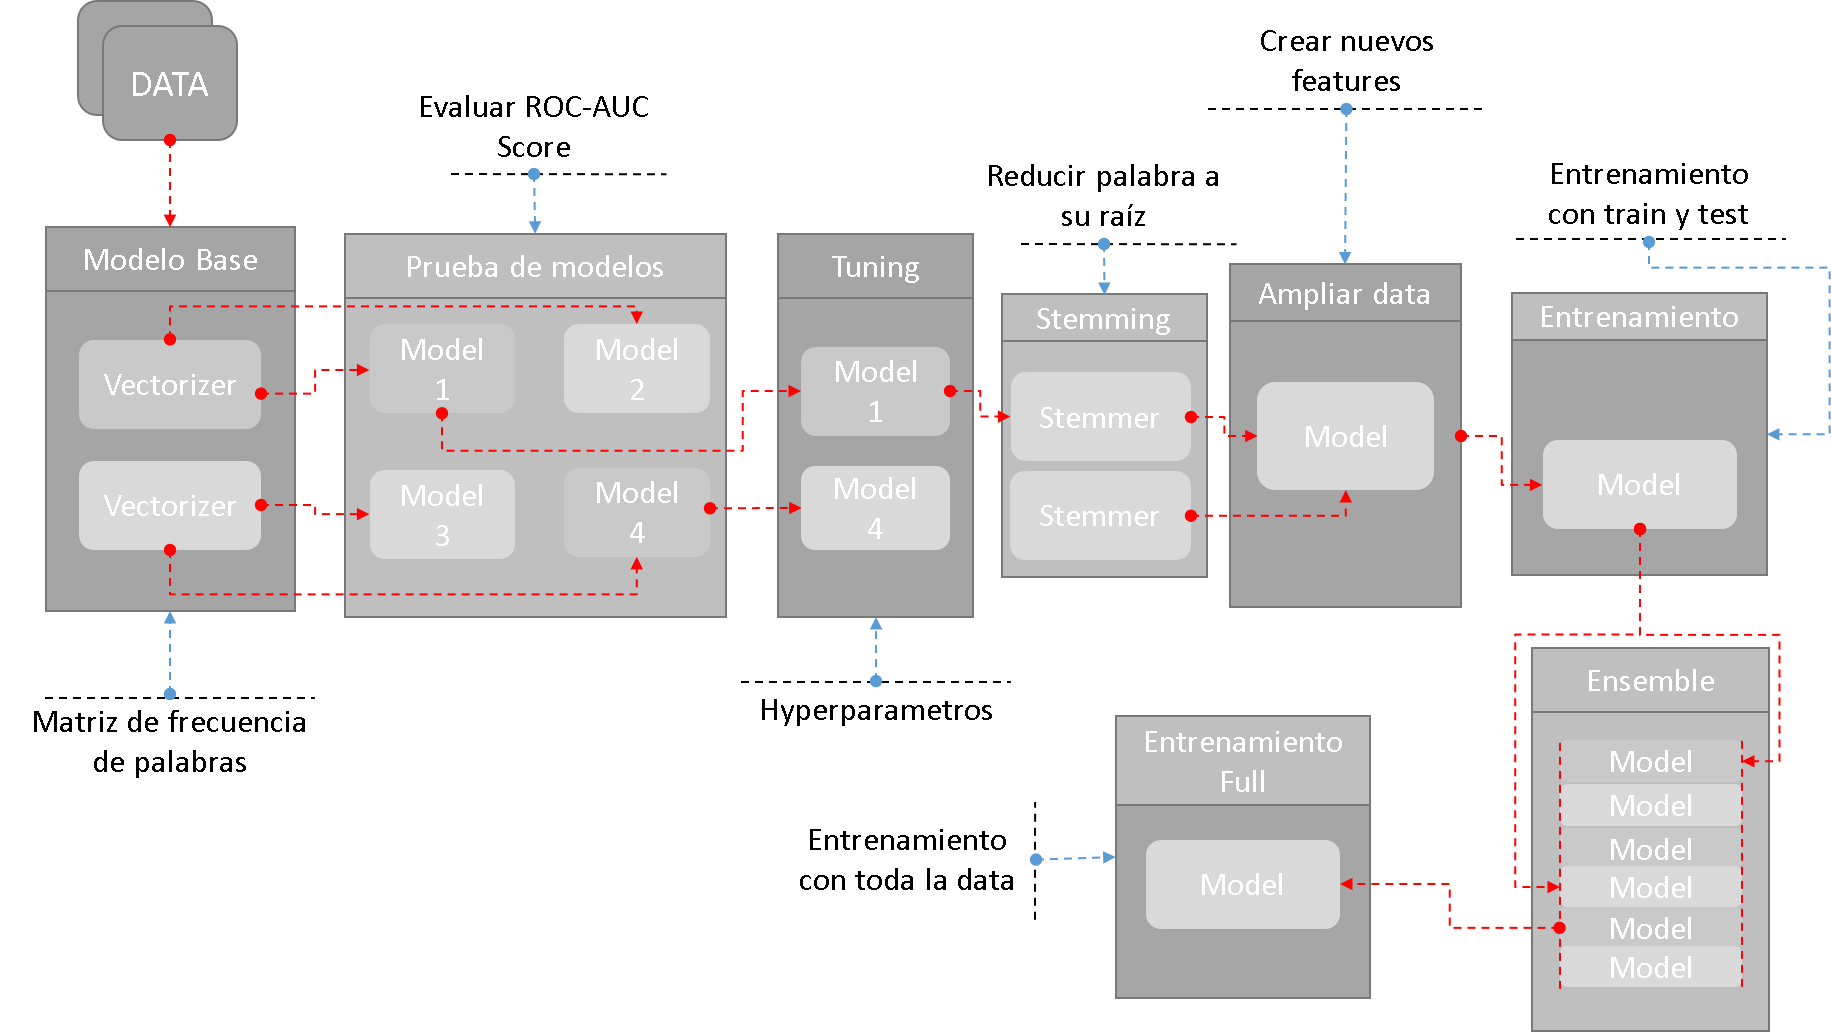 DATA
Modelo Base
Vectorizer
Vectorizer
Matriz de frecuencia
de palabras
Evaluar ROC-AUC
Score
Prueba de modelos
Model
1
Model
2
Model
3
Model
4
Tuning
Model
1
Model
4
Hyperparametros
Reducir palabra a
su raíz
Stemming
Stemmer
Stemmer
Crear nuevos
features
Ampliar data
Model
Entrenamiento
con train y test
Entrenamiento
Model
Ensemble
Model
Model
Model
Model
Model
Model
Entrenamiento
Full
Model
Entrenamiento
con toda la data